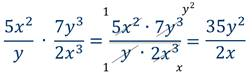 1 y²
5x² 7y³ 5x² · 7y³ 35y²
· = =
y 2x³ y · 2x³ 2x
1 x